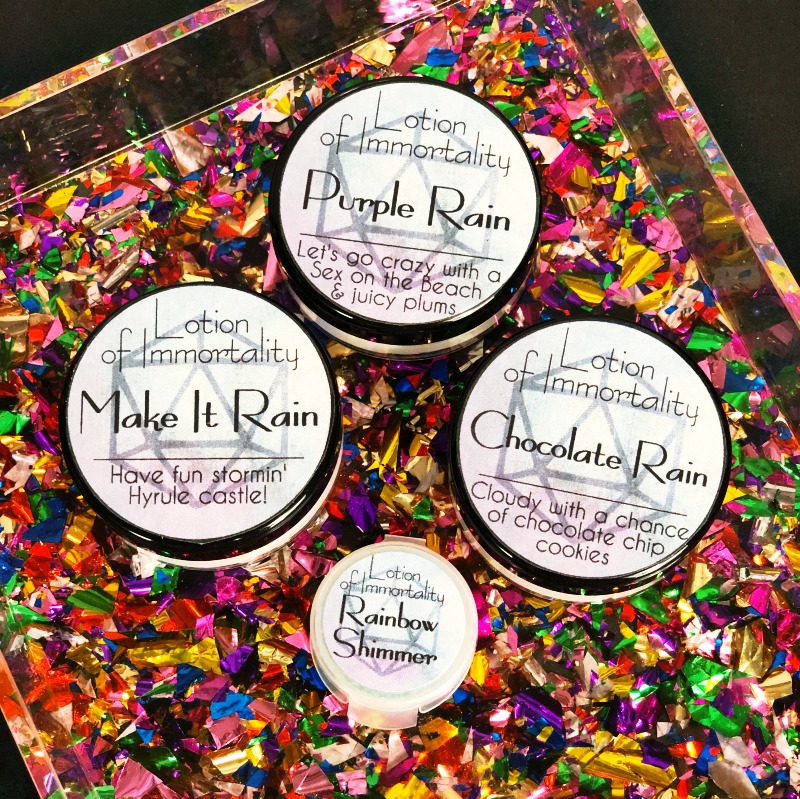 Lotion
of Immortality
Purple Rain
Let's go crazy with a
Sex on the Beach
& juicy plums
Lotion
of Immortality
Make It Rain
Have fun stormin'
Hyrule castle!
Lotion
of Immortality
Chocolate Rain
Cloudy with a chance
of chocolate chip
cookies
Lotion
of Immortality
Rainbow
Shimmer